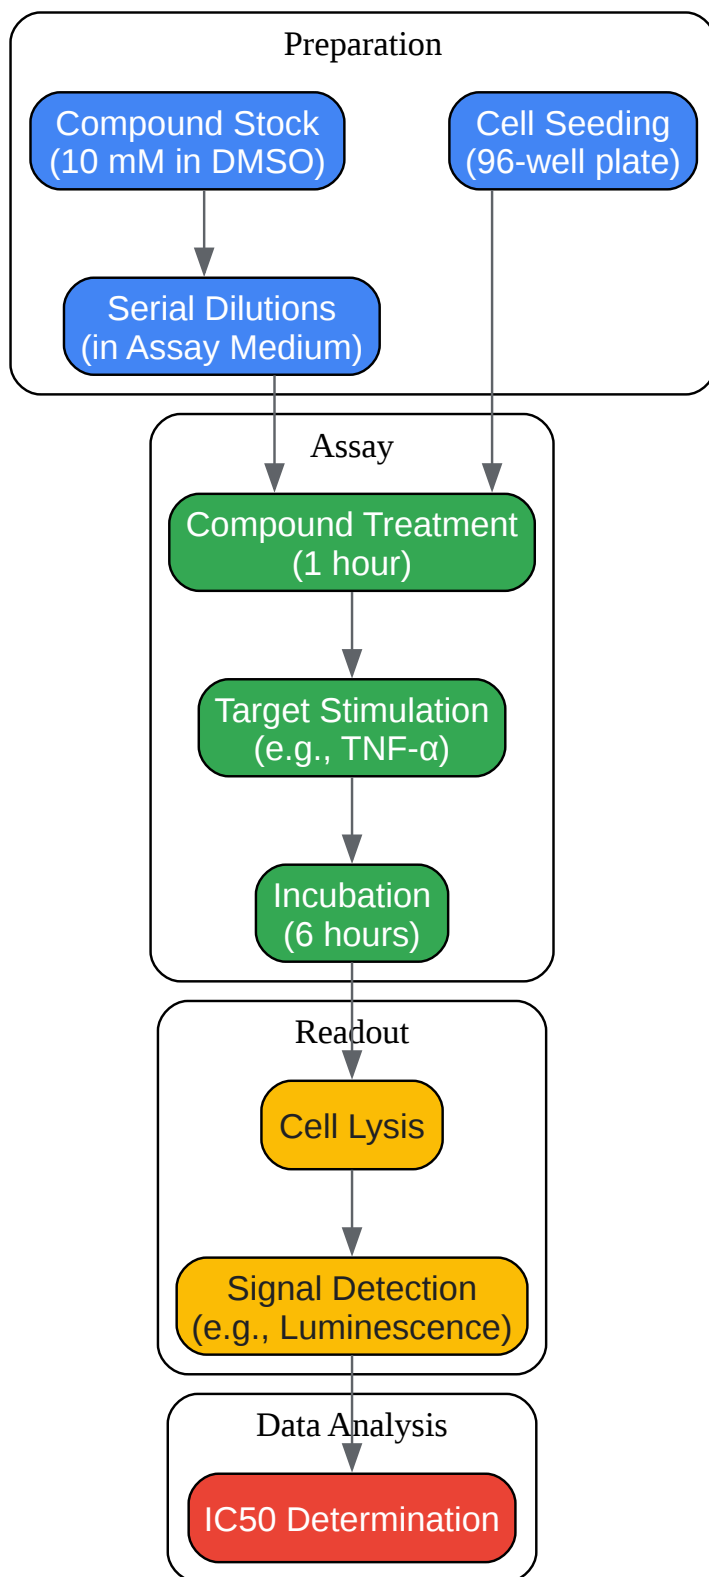 Preparation
Compound Stock
(10 mM in DMSO)
Cell Seeding
(96-well plate)
Serial Dilutions
(in Assay Medium)
Assay
Compound Treatment
(1 hour)
Target Stimulation
(e.g., TNF-α)
Incubation
(6 hours)
Readout
Cell Lysis
Signal Detection
(e.g., Luminescence)
Data Analysis
IC50 Determination